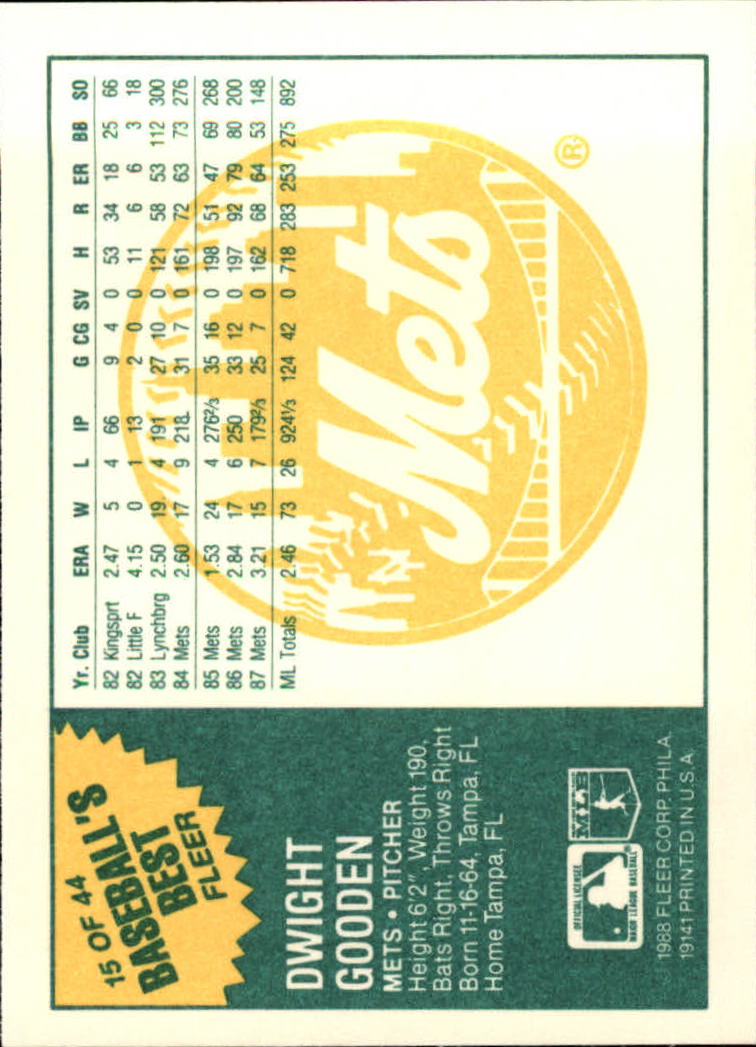 15 OF 44
BASEBALL'S
BEST
FLEER
DWIGHT
GOODEN
METS • PITCHER
Height 6'2", Weight 190,
Bats Right, Throws Right
Born 11-16-64, Tampa, FL
Home Tampa, FL
OFFICIAL LICENSEE
MAJOR LEAGUE BASEBALL
© 1988 FLEER CORP. PHILA.
19141 PRINTED IN U.S.A.
Yr. Club ERA W L IP G CG SV H R ER BB SO
82 Kingsprt 2.47 5 4 66 9 4 0 53 34 18 25 66
82 Little F 4.15 0 1 13 2 0 0 11 6 6 3 18
83 Lynchbrg 2.50 19 4 191 27 10 0 121 58 53 112 300
84 Mets 2.60 17 9 218 31 7 0 161 72 63 73 276
85 Mets 1.53 24 4 276⅔ 35 16 0 198 51 47 69 268
86 Mets 2.84 17 6 250 33 12 0 197 92 79 80 200
87 Mets 3.21 15 7 179⅔ 25 7 0 162 68 64 53 148
ML Totals 2.46 73 26 924⅓ 124 42 0 718 283 253 275 892
Mets
NY
®